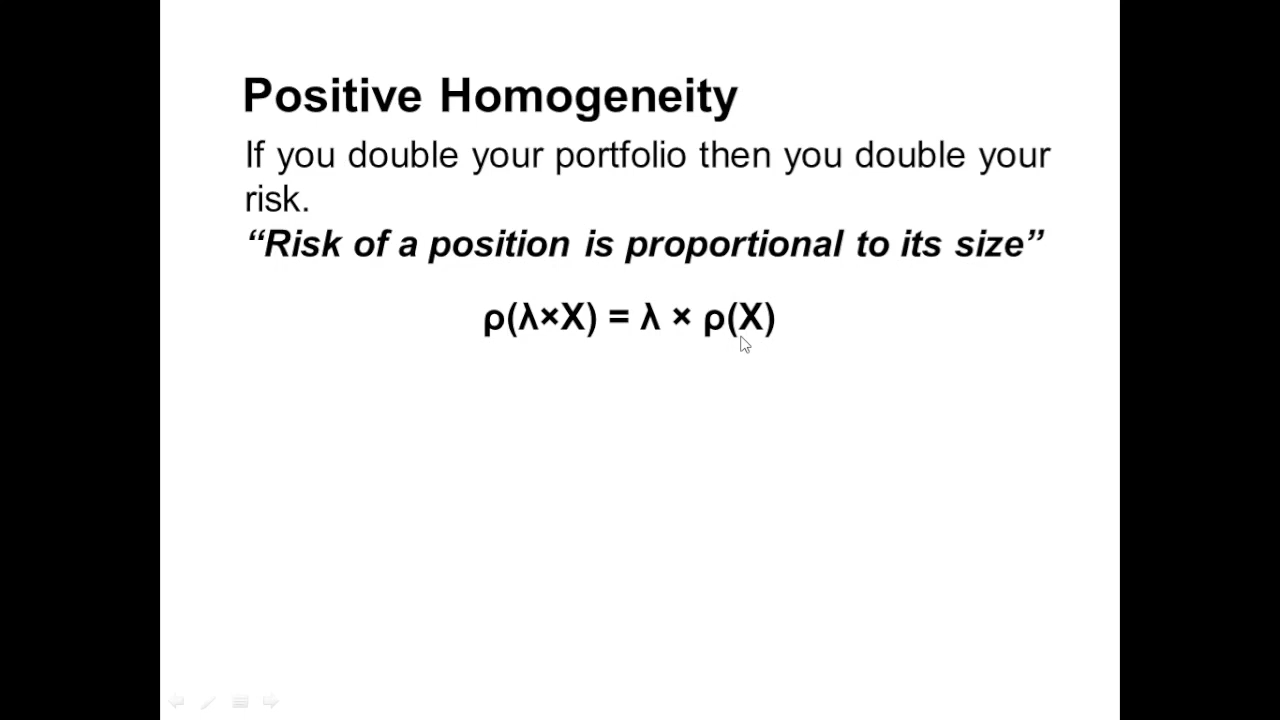 Positive Homogeneity
If you double your portfolio then you double your
risk.
“Risk of a position is proportional to its size”
ρ(λ×X) = λ × ρ(X)